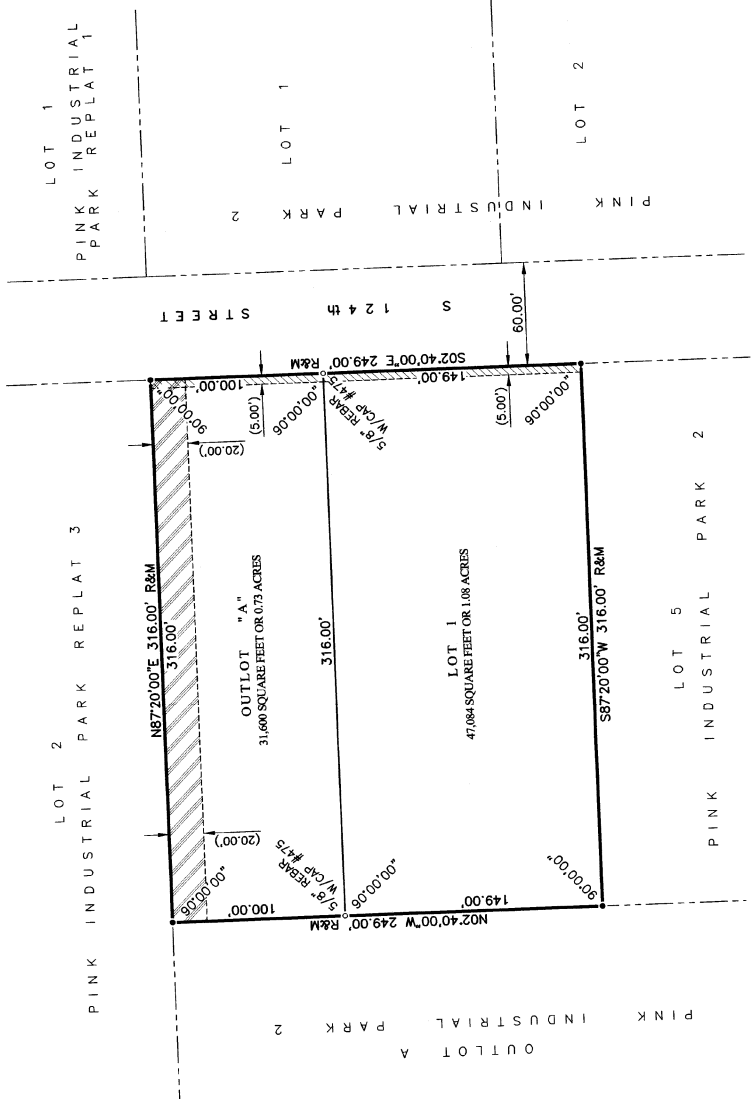 LOT 1
PINK INDUSTRIAL
PARK REPLAT 1
LOT 1
LOT 2
PINK INDUSTRIAL PARK 2
S 124th STREET
60.00'
LOT 2
PINK INDUSTRIAL PARK REPLAT 3
N87°20'00"E 316.00' R&M
316.00'
S02°40'00"E 249.00' R&M
100.00'
149.00'
(5.00')
(5.00')
(20.00')
(20.00')
90°00'00"
90°00'00"
90°00'00"
90°00'00"
90°00'00"
90°00'00"
5/8" REBAR
W/CAP
#475
5/8" REBAR
W/CAP
#475
OUTLOT "A"
31,600 SQUARE FEET OR 0.73 ACRES
316.00'
LOT 1
47,084 SQUARE FEET OR 1.08 ACRES
316.00'
S87°20'00"W 316.00' R&M
100.00'
149.00'
N02°40'00"W 249.00' R&M
LOT 5
PINK INDUSTRIAL PARK 2
PINK INDUSTRIAL PARK 2
OUTLOT A